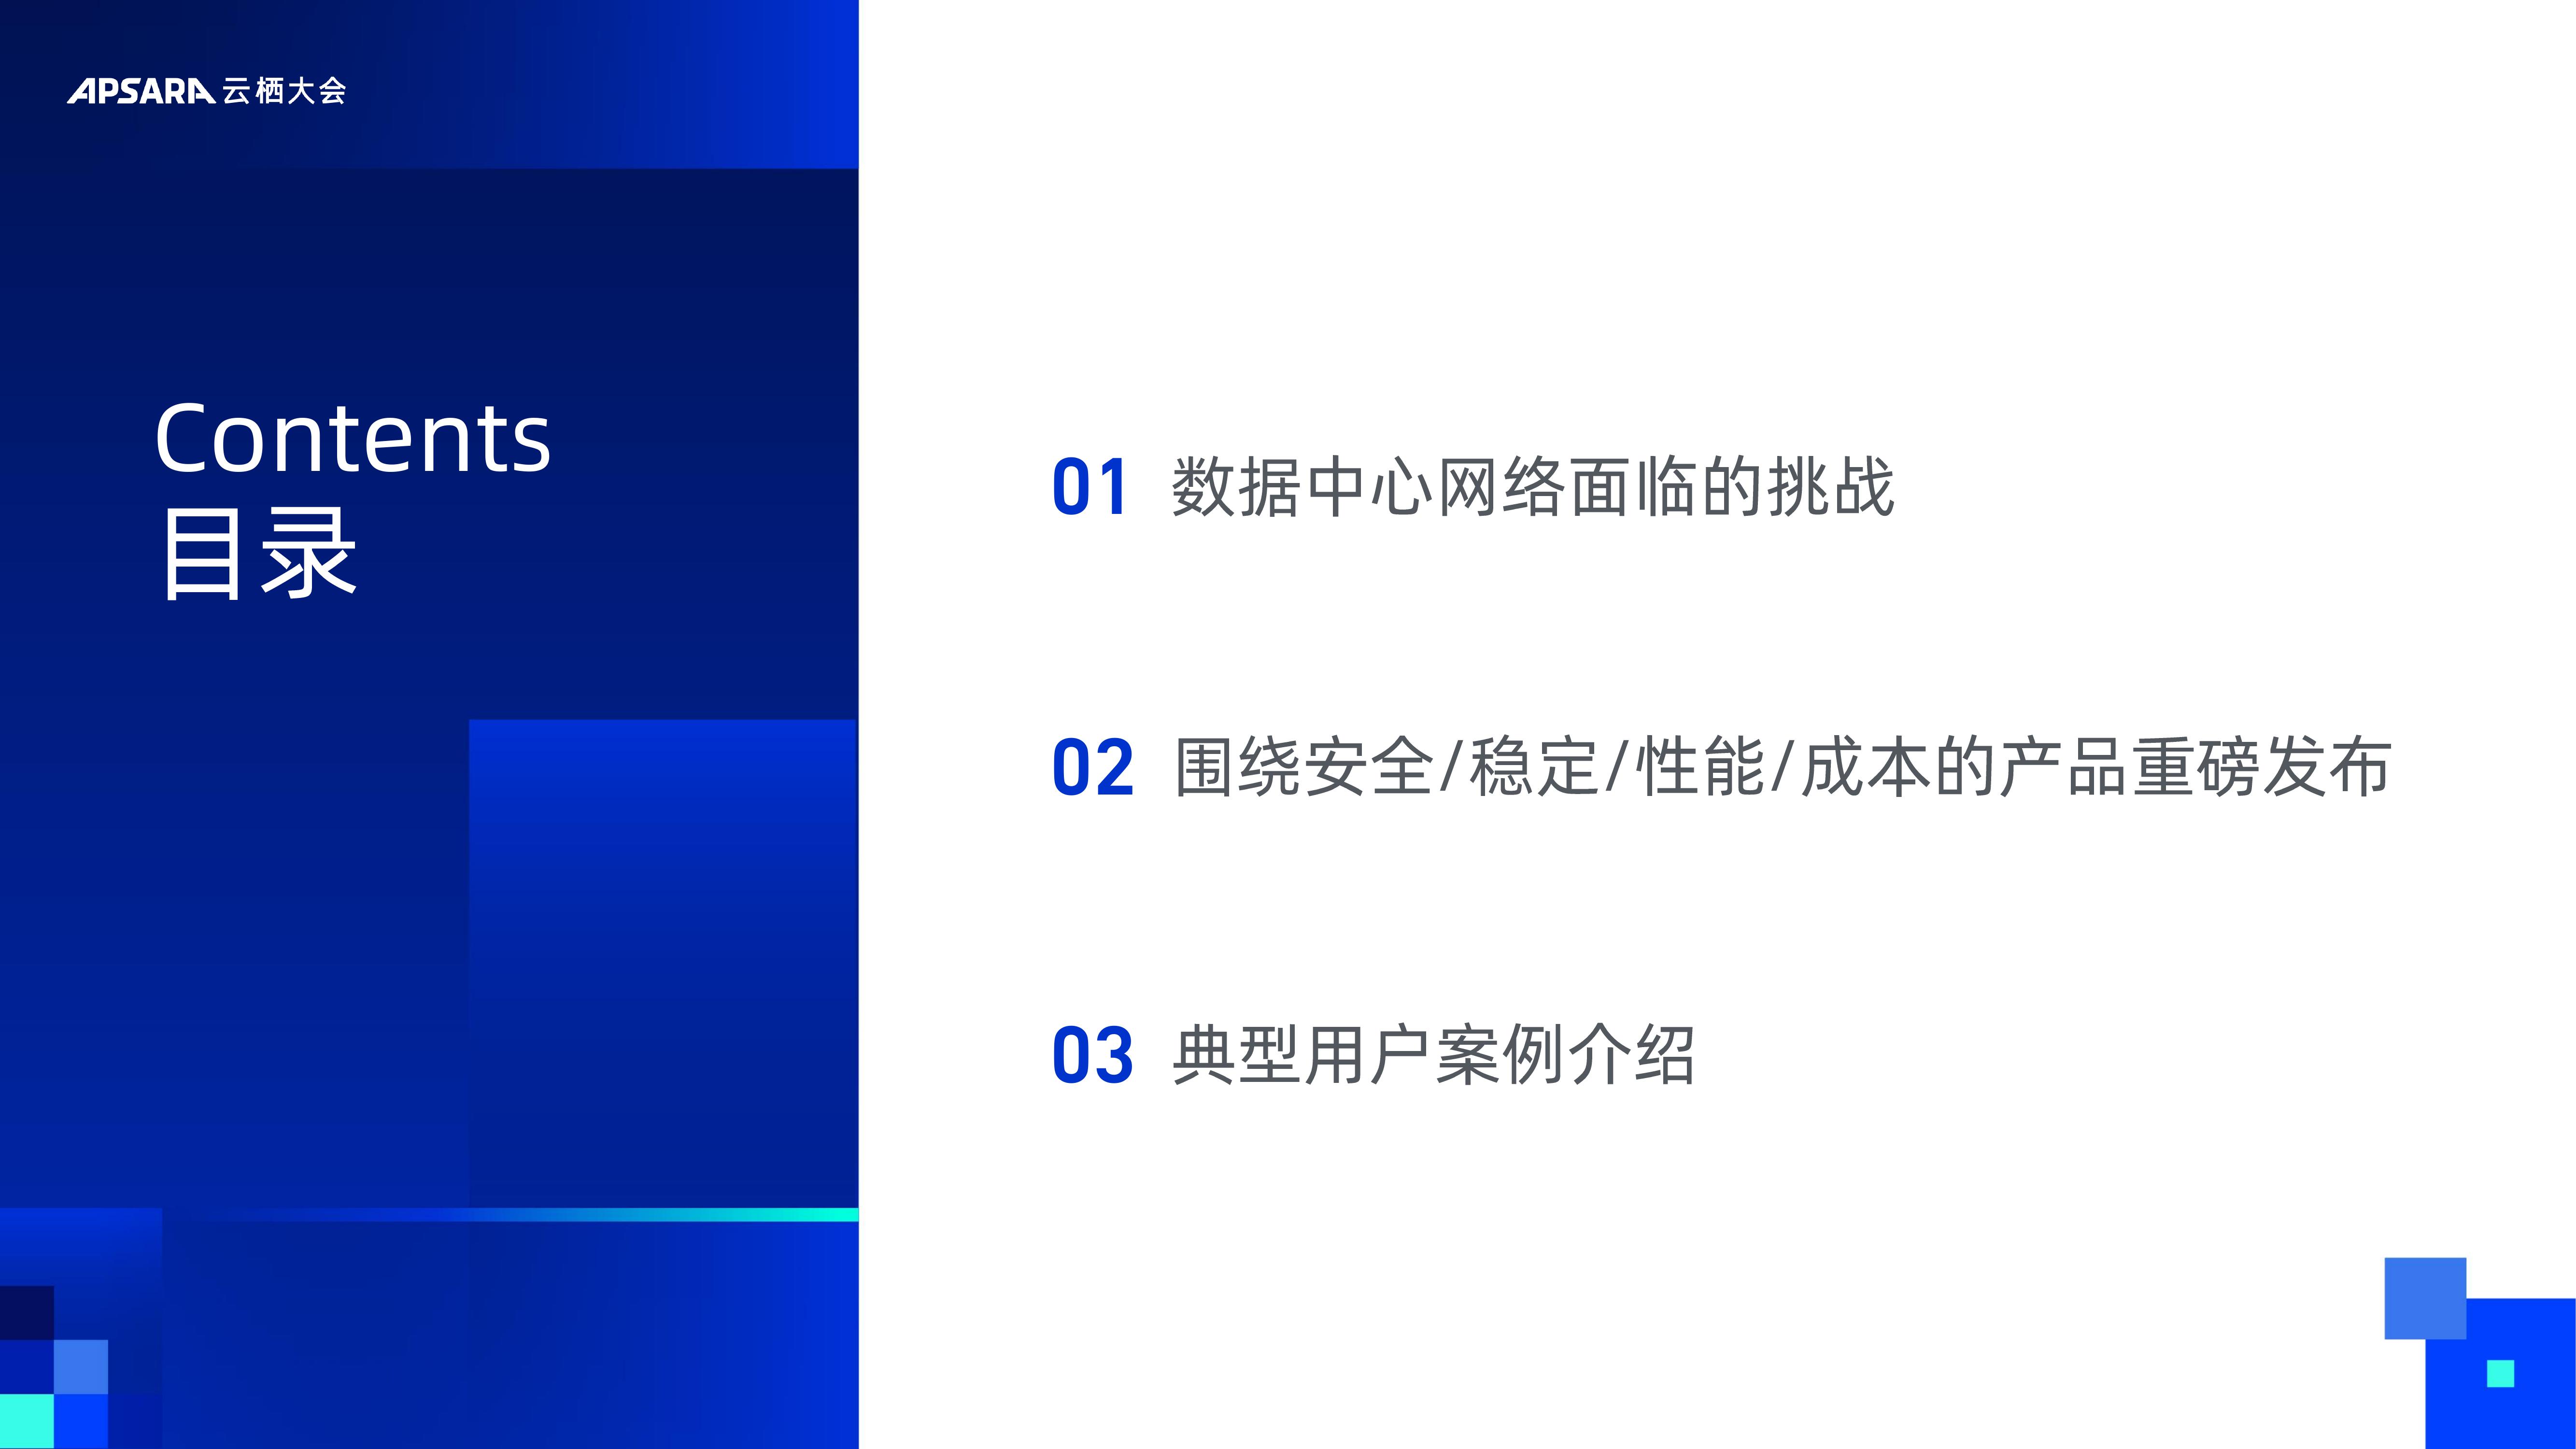 APSARA 云栖大会
Contents
目录
01 数据中心网络面临的挑战
02 围绕安全/稳定/性能/成本的产品重磅发布
03 典型用户案例介绍